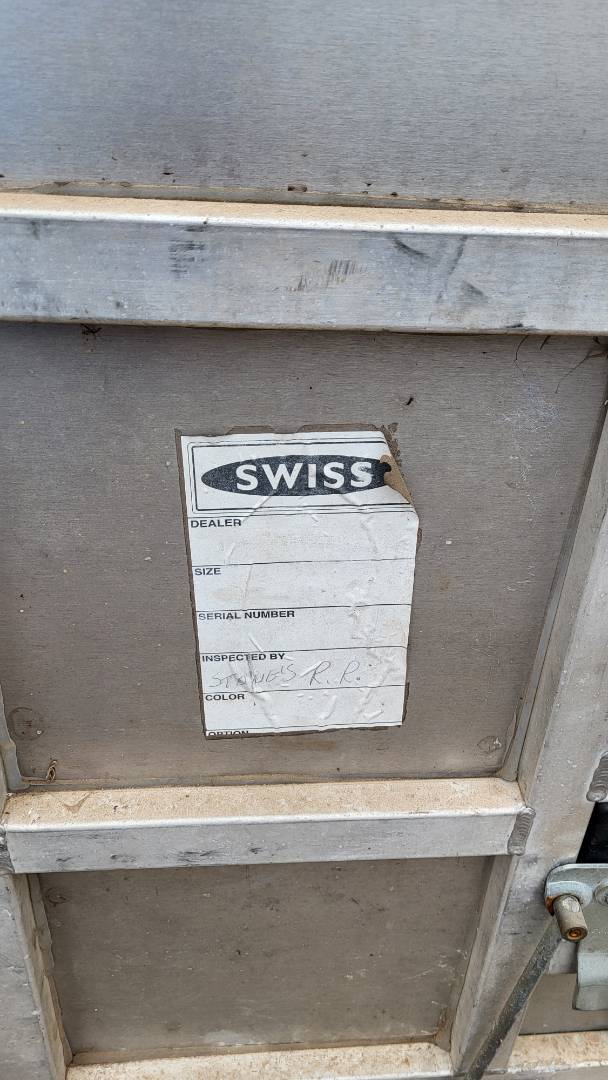 SWISS
DEALER
SIZE
SERIAL NUMBER
INSPECTED BY
R. R.
COLOR
OPTION